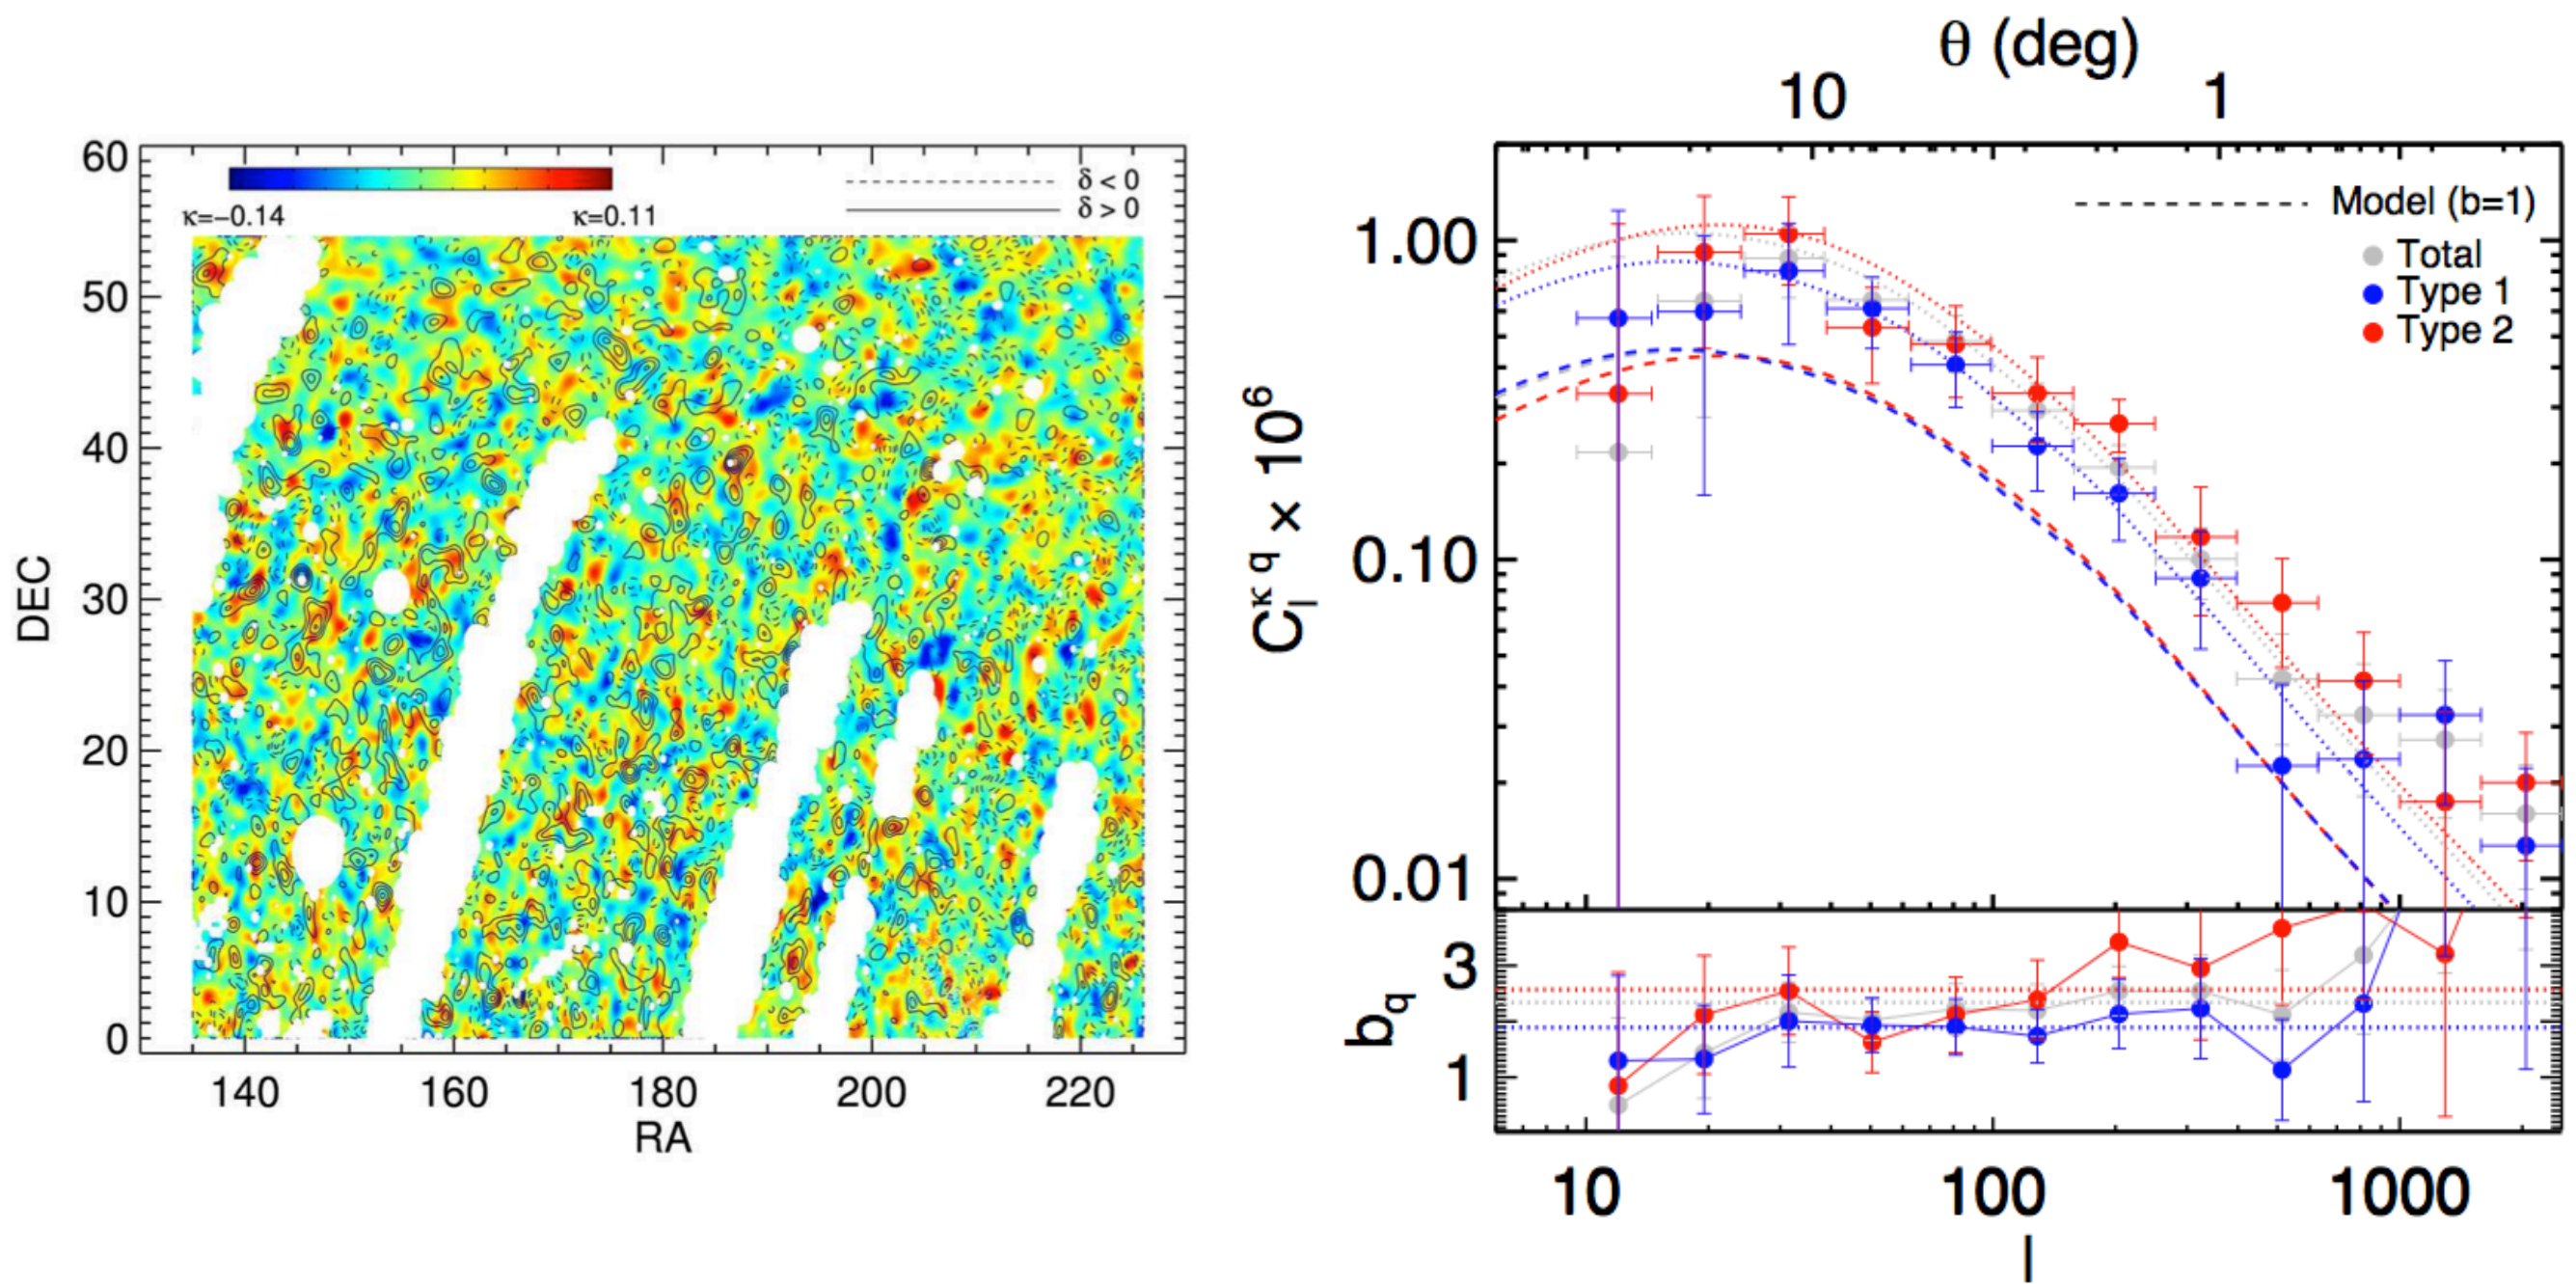 60
50
40
30
20
10
0
DEC
κ=−0.14
κ=0.11
δ < 0
δ > 0
140 160 180 200 220
RA
θ (deg)
10 1
Model (b=1)
Total
Type 1
Type 2
1.00
0.10
0.01
C_l^{κ q} × 10^6
3
1
b_q
10 100 1000
l